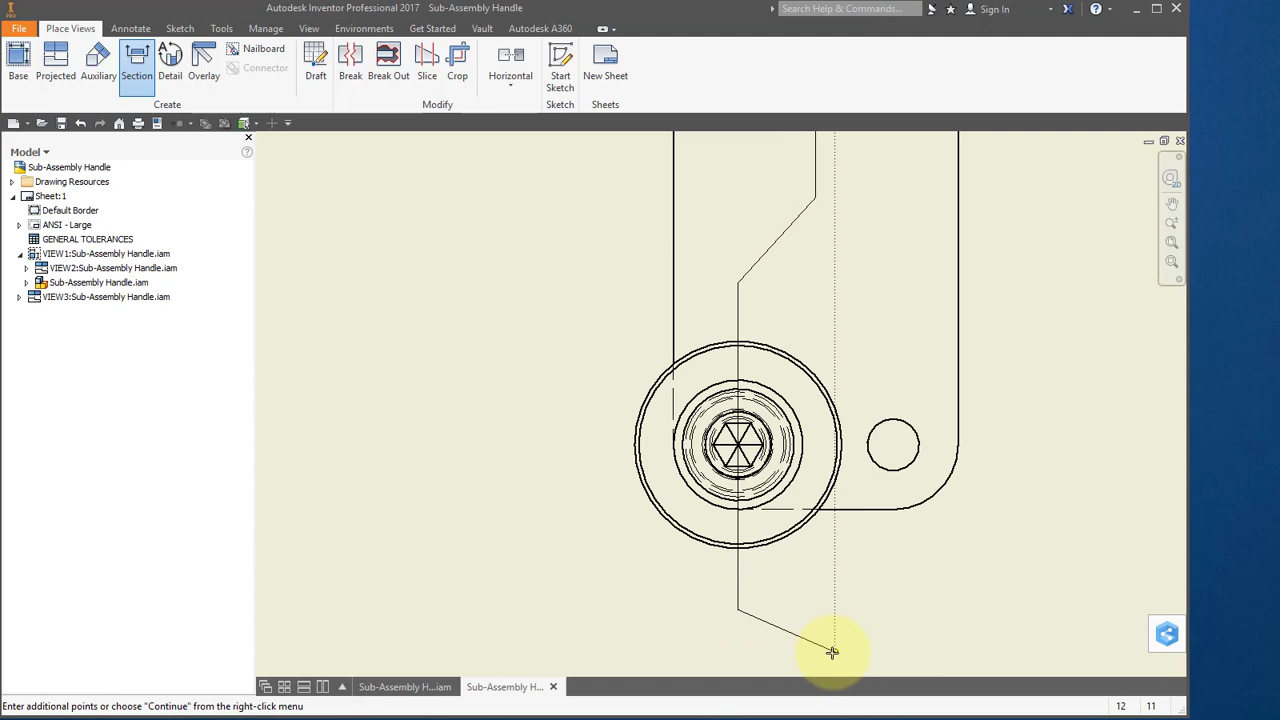 Autodesk Inventor Professional 2017 Sub-Assembly Handle
Search Help & Commands...
Sign In
PRO
File Place Views Annotate Sketch Tools Manage View Environments Get Started Vault Autodesk A360
Base
Projected
Auxiliary
Section
Detail
Overlay
Nailboard
Connector
Draft
Break
Break Out
Slice
Crop
Horizontal
Start
Sketch
New Sheet
Create
Modify
Sketch
Sheets
Model
Sub-Assembly Handle
Drawing Resources
Sheet:1
Default Border
ANSI - Large
GENERAL TOLERANCES
VIEW1:Sub-Assembly Handle.iam
VIEW2:Sub-Assembly Handle.iam
Sub-Assembly Handle.iam
VIEW3:Sub-Assembly Handle.iam
2D
Sub-Assembly H...iam
Sub-Assembly H...
Enter additional points or choose "Continue" from the right-click menu
12 11